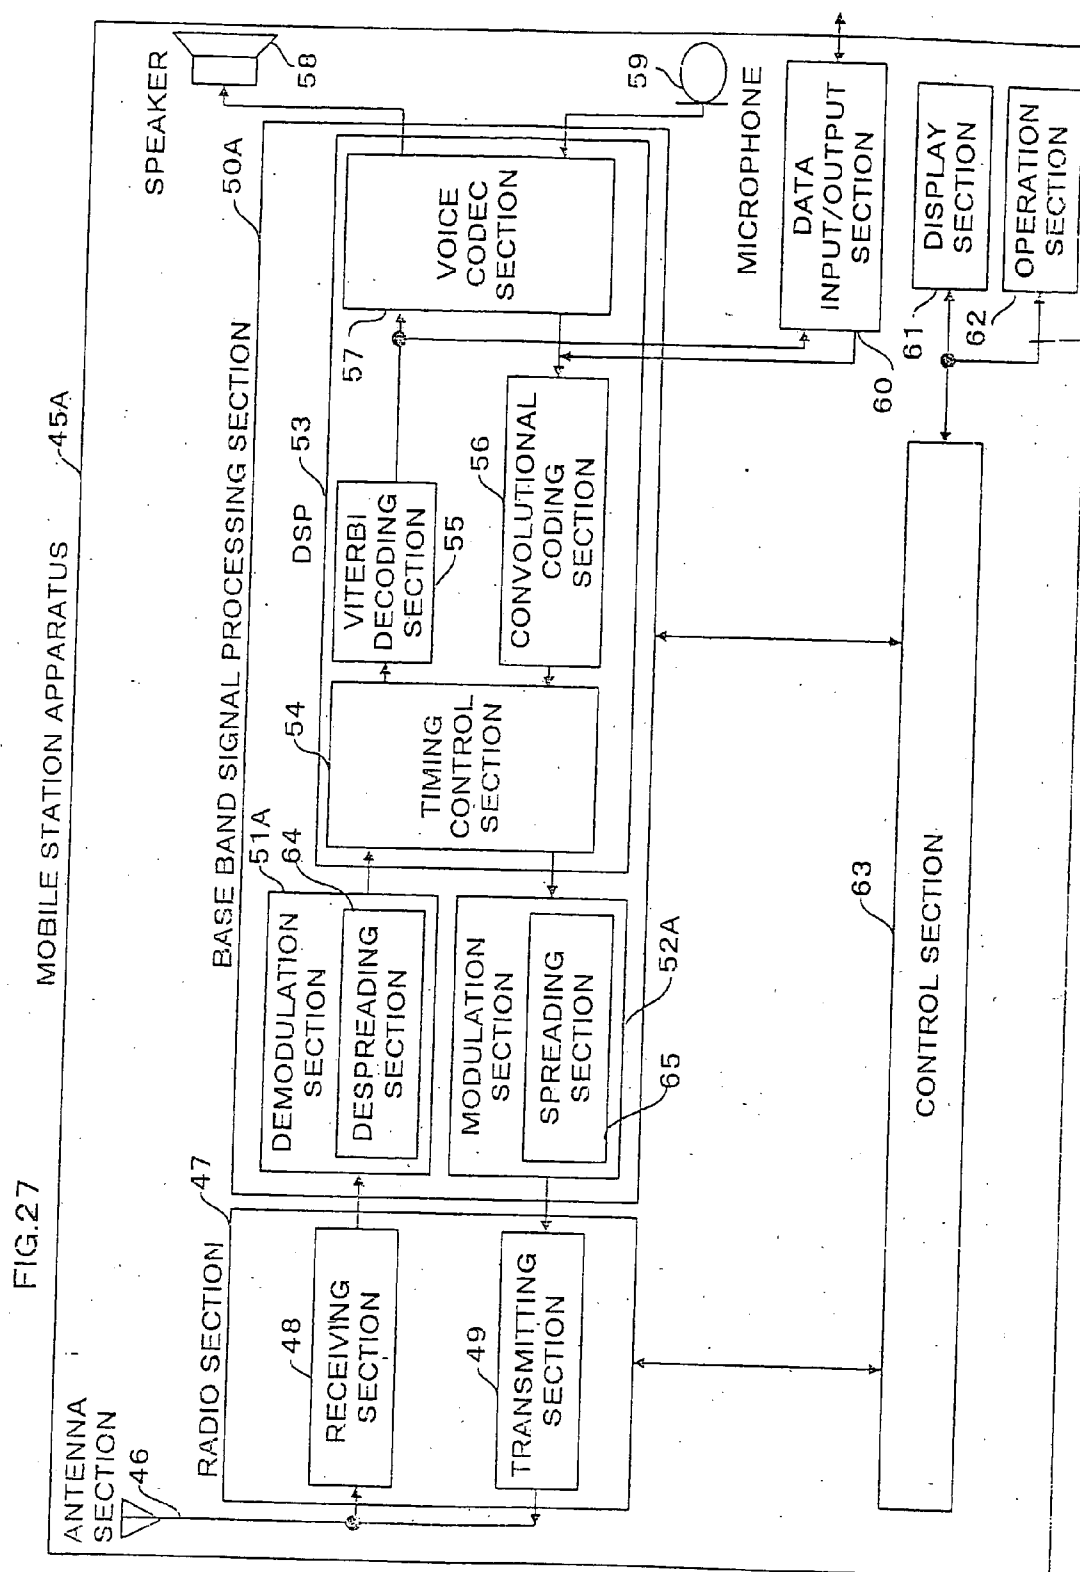 FIG.27
MOBILE STATION APPARATUS
45A
ANTENNA
SECTION
46
RADIO SECTION
47
48
RECEIVING
SECTION
49
TRANSMITTING
SECTION
BASE BAND SIGNAL PROCESSING SECTION
50A
51A
DEMODULATION
SECTION
64
DESPREADING
SECTION
MODULATION
SECTION
SPREADING
SECTION
65
52A
DSP
53
54
TIMING
CONTROL
SECTION
VITERBI
DECODING
SECTION
55
56
CONVOLUTIONAL
CODING
SECTION
57
VOICE
CODEC
SECTION
SPEAKER
58
59
MICROPHONE
DATA
INPUT/OUTPUT
SECTION
60
61
DISPLAY
SECTION
62
OPERATION
SECTION
63
CONTROL SECTION